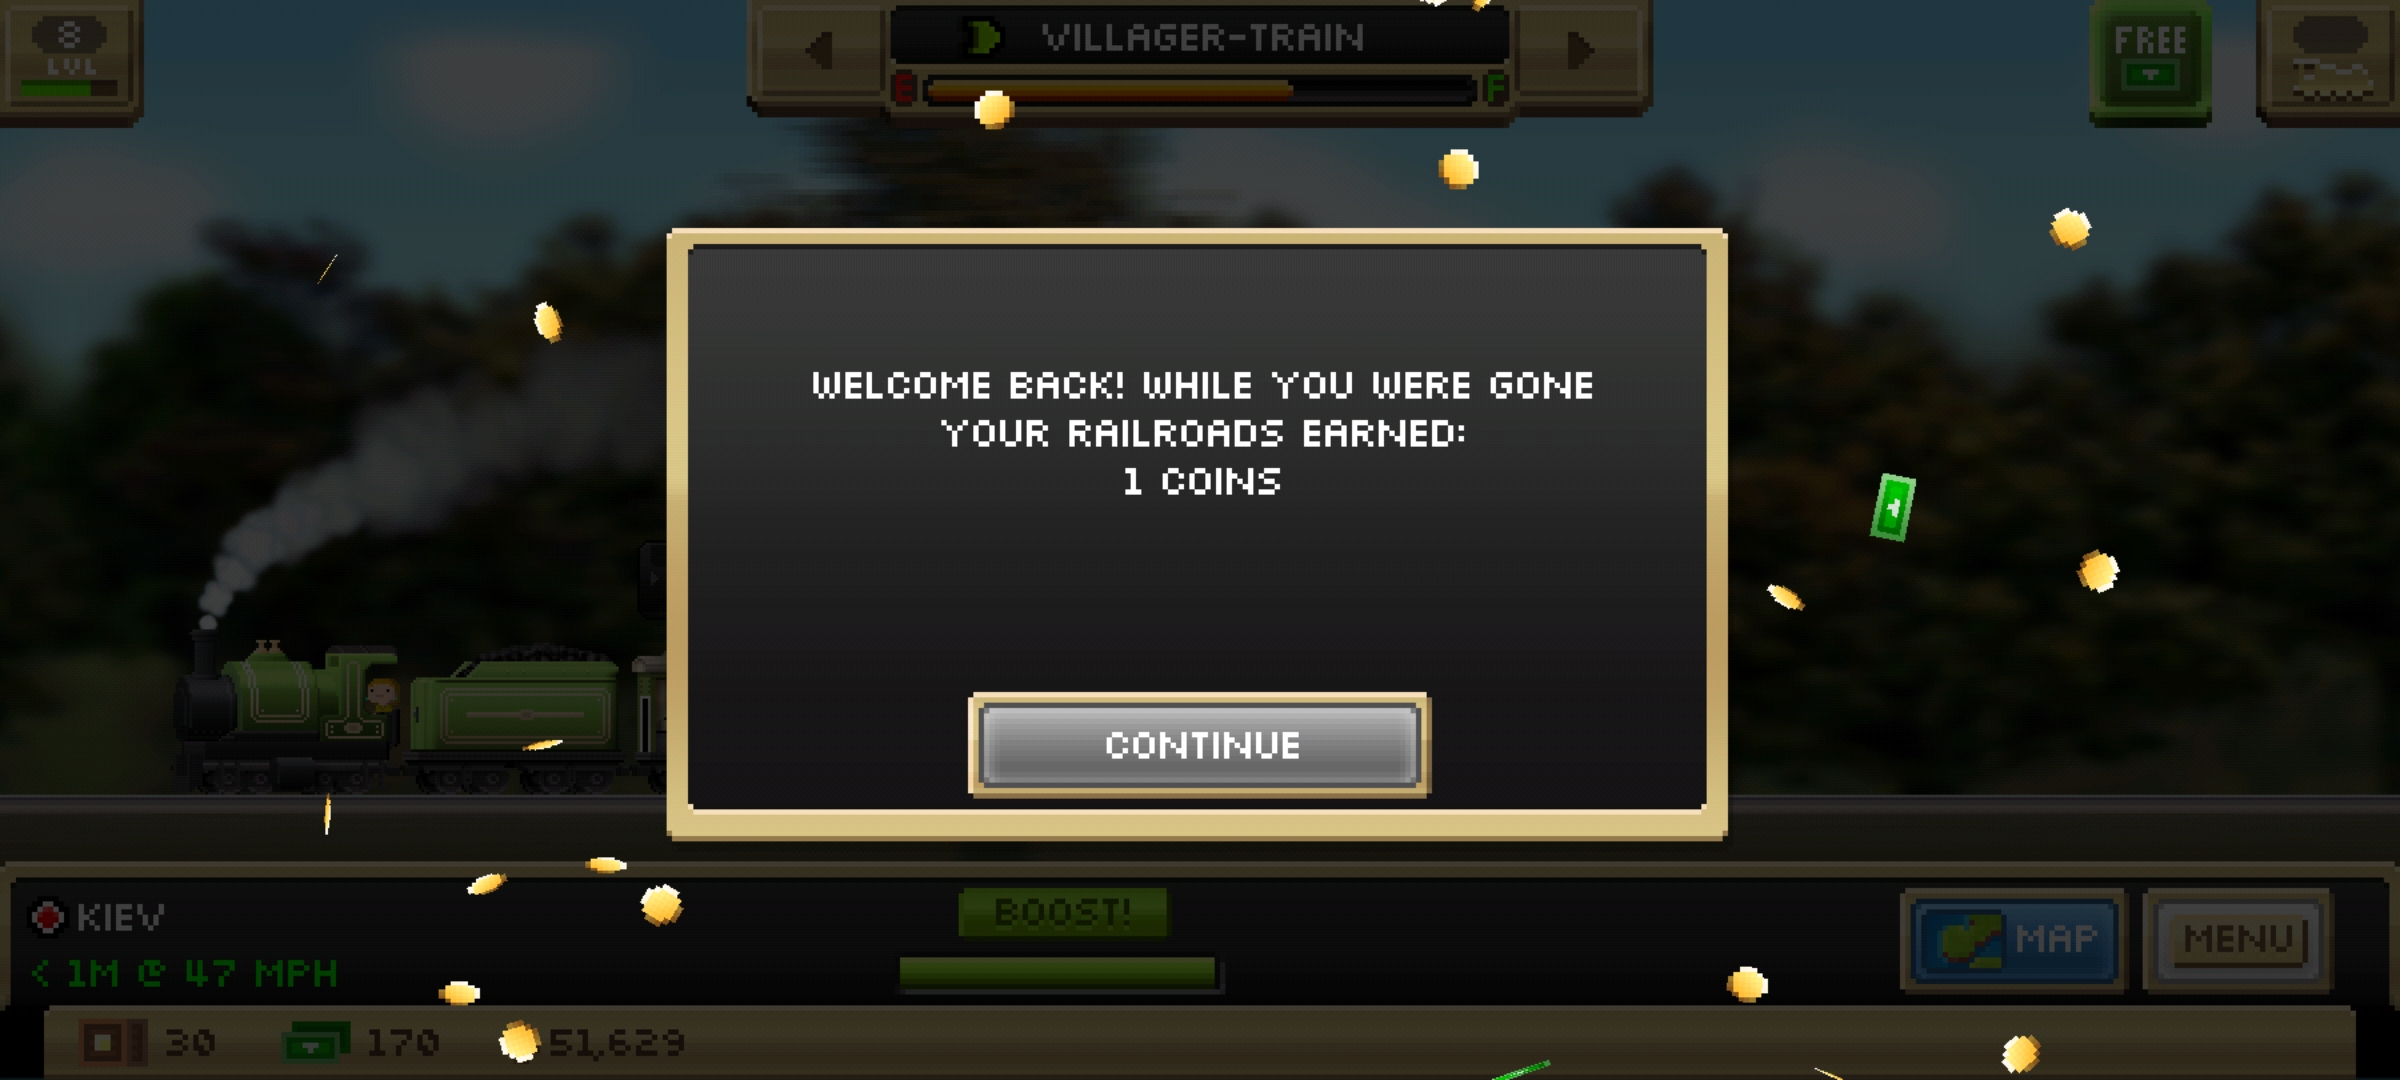 8
LVL
VILLAGER-TRAIN
E F
FREE
WELCOME BACK! WHILE YOU WERE GONE
YOUR RAILROADS EARNED:
1 COINS
CONTINUE
KIEV
< 1M @ 47 MPH
BOOST!
MAP
MENU
30 170 51,629